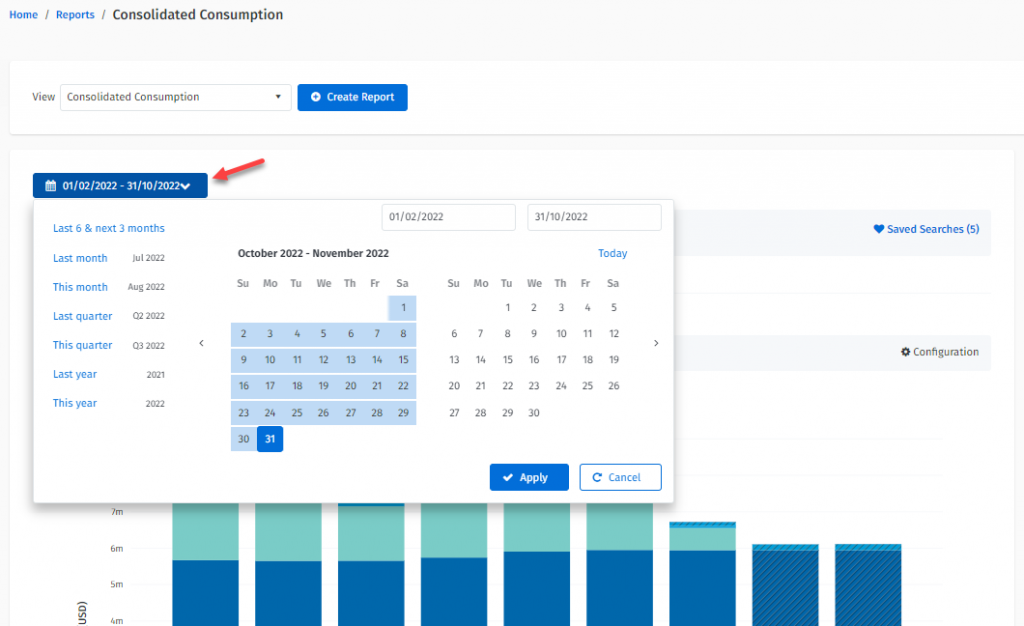 Home / Reports / Consolidated Consumption
View Consolidated Consumption Create Report
01/02/2022 - 31/10/2022
01/02/2022 31/10/2022
Last 6 & next 3 months
Last month Jul 2022
This month Aug 2022
Last quarter Q2 2022
This quarter Q3 2022
Last year 2021
This year 2022
October 2022 - November 2022 Today
Su Mo Tu We Th Fr Sa
1
2 3 4 5 6 7 8
9 10 11 12 13 14 15
16 17 18 19 20 21 22
23 24 25 26 27 28 29
30 31
Su Mo Tu We Th Fr Sa
1 2 3 4 5
6 7 8 9 10 11 12
13 14 15 16 17 18 19
20 21 22 23 24 25 26
27 28 29 30
Apply Cancel
Saved Searches (5)
Configuration
7m
6m
5m
4m
USD)